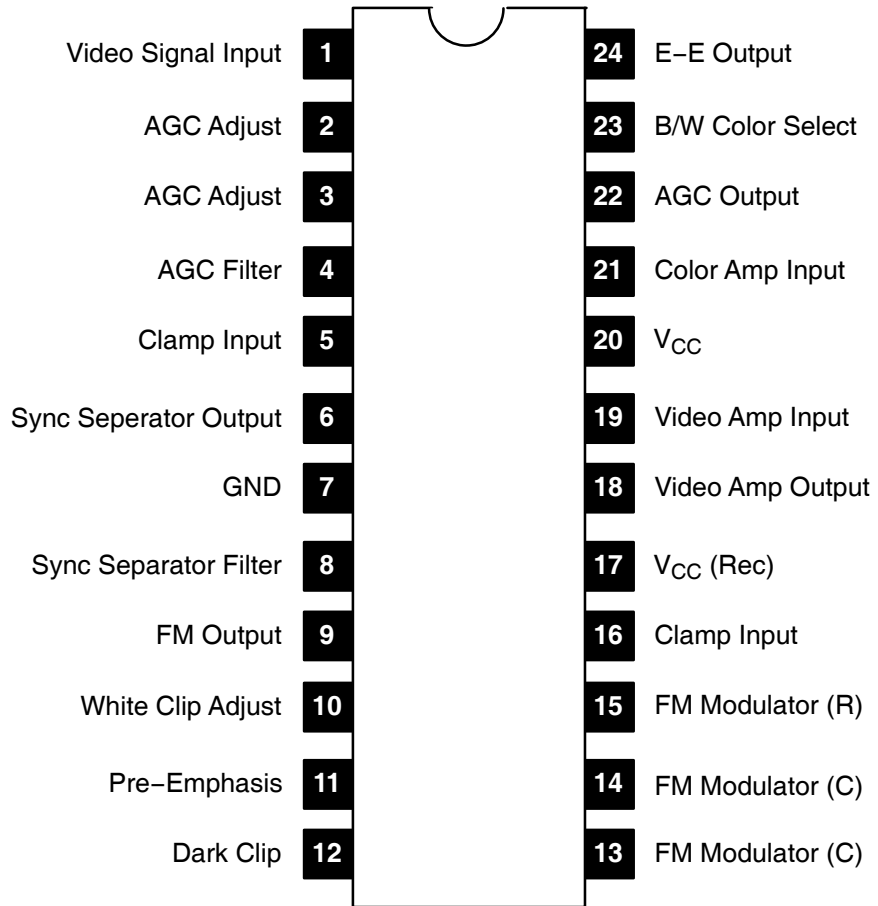 Video Signal Input 1 24 E−E Output
AGC Adjust 2 23 B/W Color Select
AGC Adjust 3 22 AGC Output
AGC Filter 4 21 Color Amp Input
Clamp Input 5 20 VCC
Sync Seperator Output 6 19 Video Amp Input
GND 7 18 Video Amp Output
Sync Separator Filter 8 17 VCC (Rec)
FM Output 9 16 Clamp Input
White Clip Adjust 10 15 FM Modulator (R)
Pre−Emphasis 11 14 FM Modulator (C)
Dark Clip 12 13 FM Modulator (C)